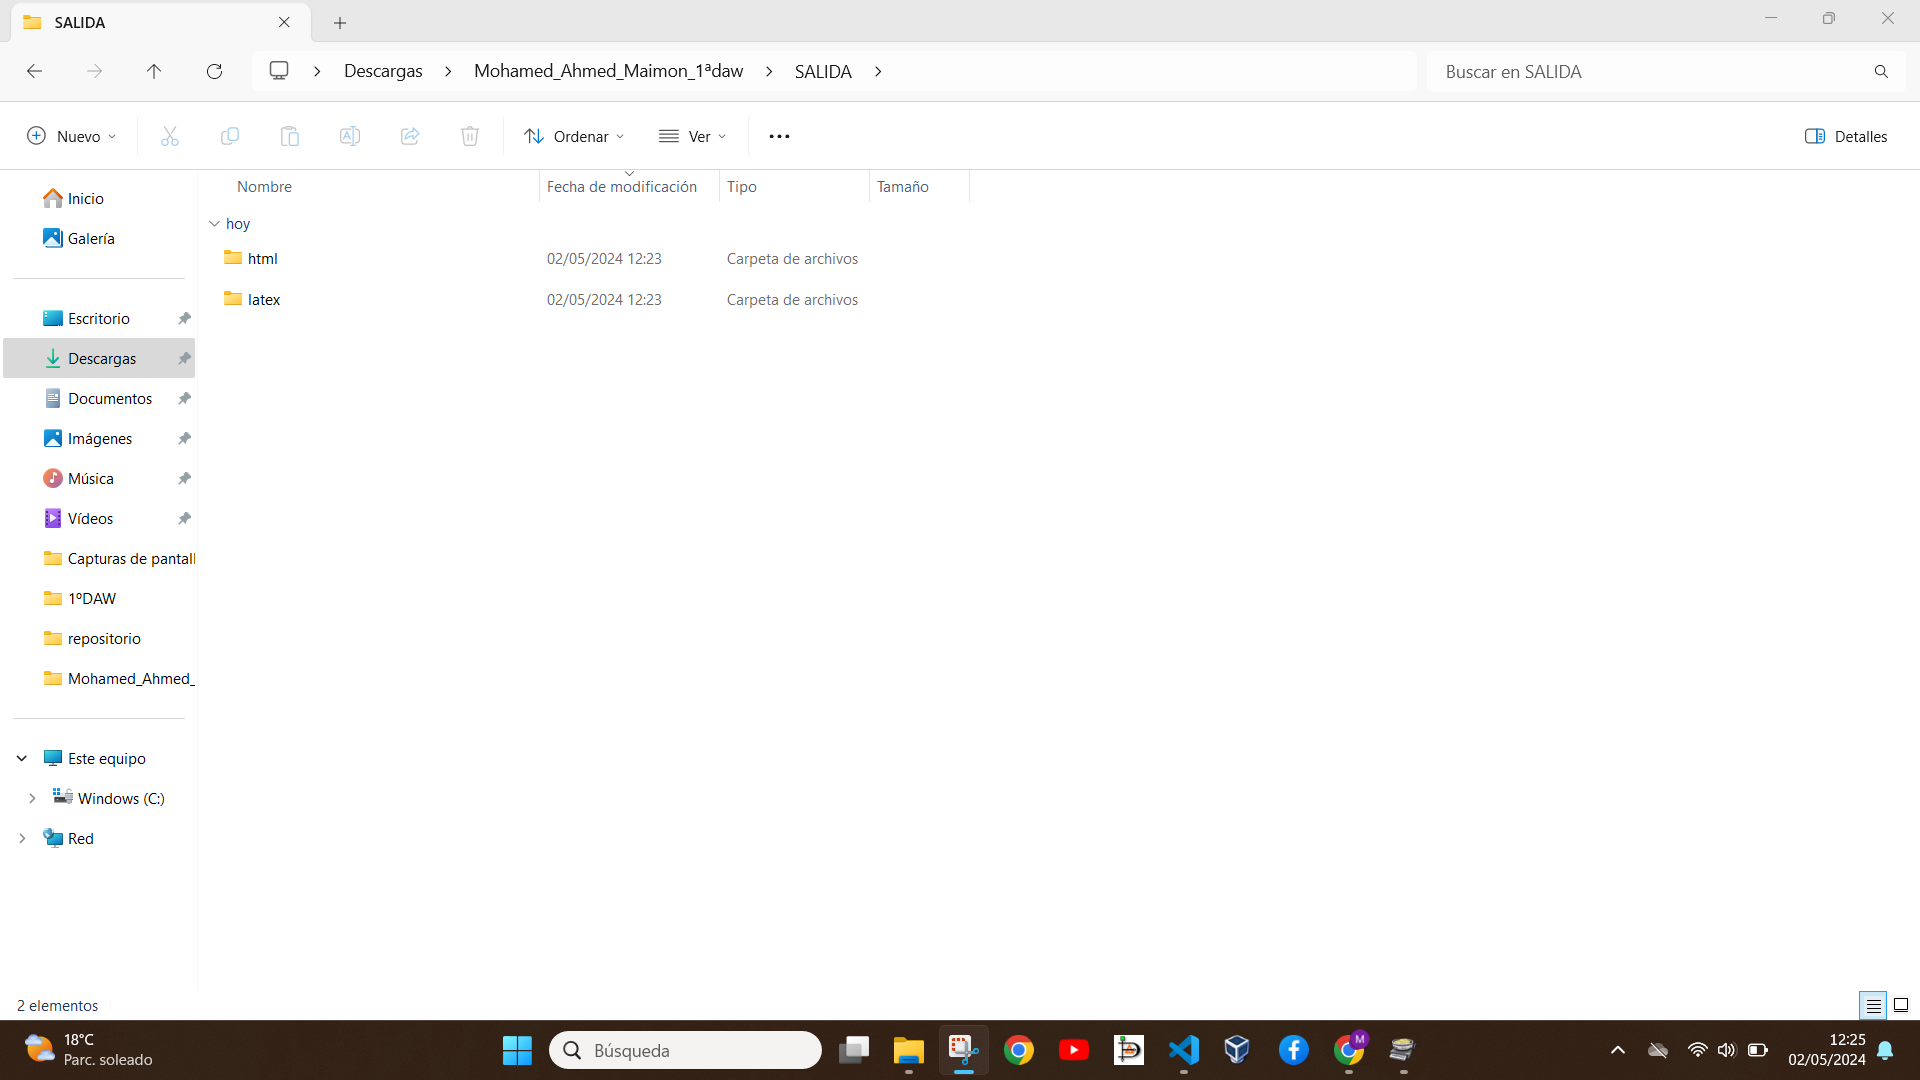 SALIDA
Descargas Mohamed_Ahmed_Maimon_1ªdaw SALIDA
Buscar en SALIDA
Nuevo
Ordenar
Ver
Detalles
Nombre Fecha de modificación Tipo Tamaño
hoy
html 02/05/2024 12:23 Carpeta de archivos
latex 02/05/2024 12:23 Carpeta de archivos
Inicio
Galería
Escritorio
Descargas
Documentos
Imágenes
Música
Vídeos
Capturas de pantall
1ºDAW
repositorio
Mohamed_Ahmed_
Este equipo
Windows (C:)
Red
2 elementos
18°C
Parc. soleado
Búsqueda
M
12:25
02/05/2024